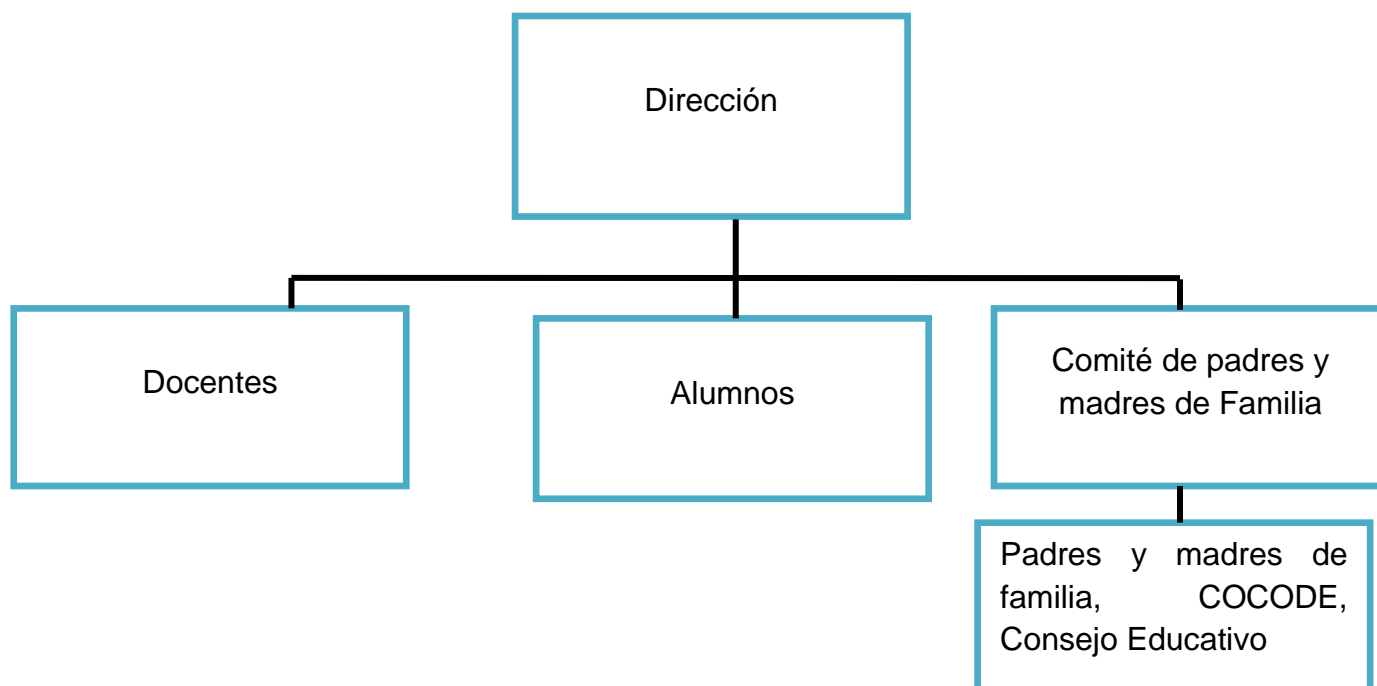 Dirección
Docentes
Alumnos
Comité de padres y
madres de Familia
Padres y madres de
familia, COCODE,
Consejo Educativo